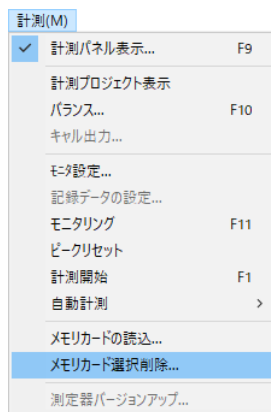 計測(M)
計測パネル表示... F9
計測プロジェクト表示
バランス... F10
キャル出力...
ﾓﾆﾀ設定...
記録データの設定...
モニタリング F11
ピークリセット
計測開始 F1
自動計測
メモリカードの読込...
メモリカード選択削除...
測定器バージョンアップ...